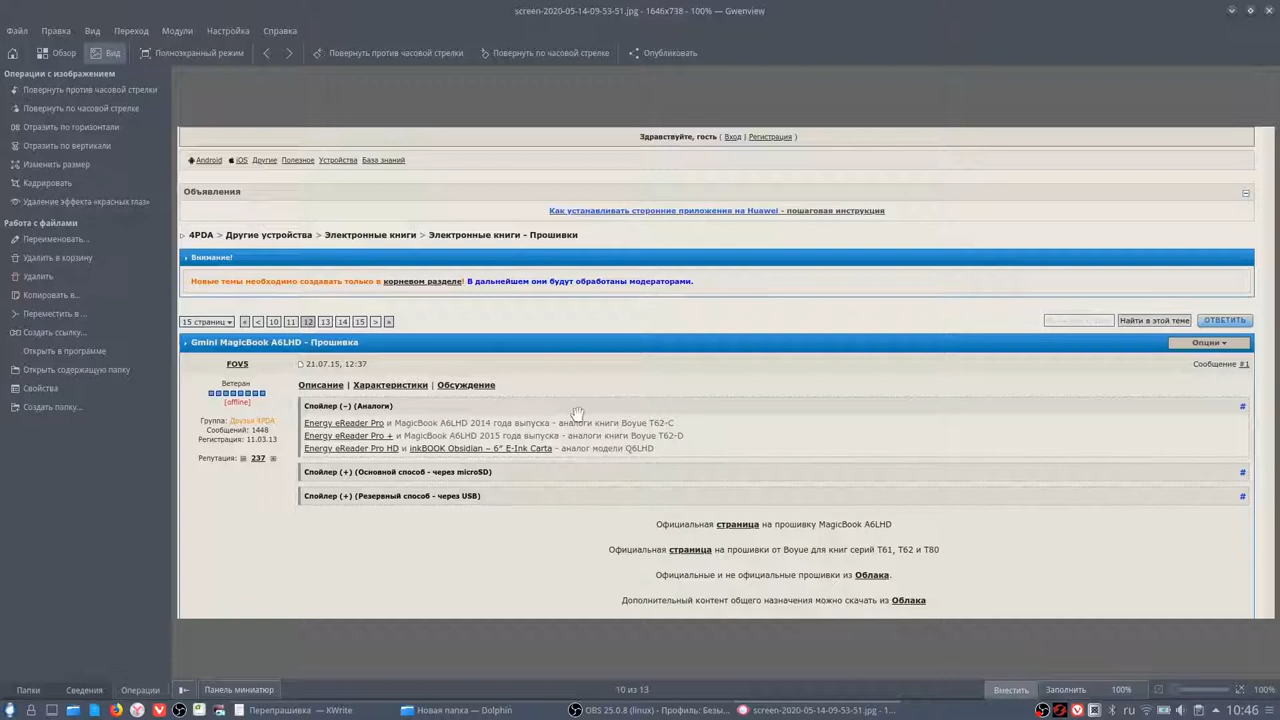 screen-2020-05-14-09-53-51.jpg - 1646x738 - 100% — Gwenview
Файл Правка Вид Переход Модули Настройка Справка
Обзор Вид Полноэкранный режим Повернуть против часовой стрелки Повернуть по часовой стрелке Опубликовать
Операции с изображением
Повернуть против часовой стрелки
Повернуть по часовой стрелке
Отразить по горизонтали
Отразить по вертикали
Изменить размер
Кадрировать
Удаление эффекта «красных глаз»
Работа с файлами
Переименовать...
Удалить в корзину
Удалить
Копировать в...
Переместить в ...
Создать ссылку...
Открыть в программе
Открыть содержащую папку
Свойства
Создать папку...
Здравствуйте, гость ( Вход | Регистрация )
Android iOS Другие Полезное Устройства База знаний
Объявления
Как устанавливать сторонние приложения на Huawei - пошаговая инструкция
4PDA > Другие устройства > Электронные книги > Электронные книги – Прошивки
Внимание!
Новые темы необходимо создавать только в корневом разделе! В дальнейшем они будут обработаны модераторами.
15 страниц « < 10 11 12 13 14 15 > » Найти в этой теме ОТВЕТИТЬ
Gmini MagicBook A6LHD – Прошивка Опции
FOV5 21.07.15, 12:37 Сообщение #1
Ветеран
[offline]
Группа: Друзья 4PDA
Сообщений: 1448
Регистрация: 11.03.13
Репутация: 237
Описание | Характеристики | Обсуждение
Спойлер (–) (Аналоги) #
Energy eReader Pro и MagicBook A6LHD 2014 года выпуска - аналоги книги Boyue T62-C
Energy eReader Pro + и MagicBook A6LHD 2015 года выпуска - аналоги книги Boyue T62-D
Energy eReader Pro HD и inkBOOK Obsidian – 6″ E-Ink Carta - аналог модели Q6LHD
Спойлер (+) (Основной способ - через microSD) #
Спойлер (+) (Резервный способ - через USB) #
Официальная страница на прошивку MagicBook A6LHD
Официальная страница на прошивки от Boyue для книг серий T61, T62 и T80
Официальные и не официальные прошивки из Облака.
Дополнительный контент общего назначения можно скачать из Облака
Папки Сведения Операции Панель миниатюр 10 из 13 Вместить Заполнить 100% 100%
Перепрашивка — KWrite Новая папка — Dolphin OBS 25.0.8 (linux) - Профиль: Безы... screen-2020-05-14-09-53-51.jpg - 1... ru 10:46